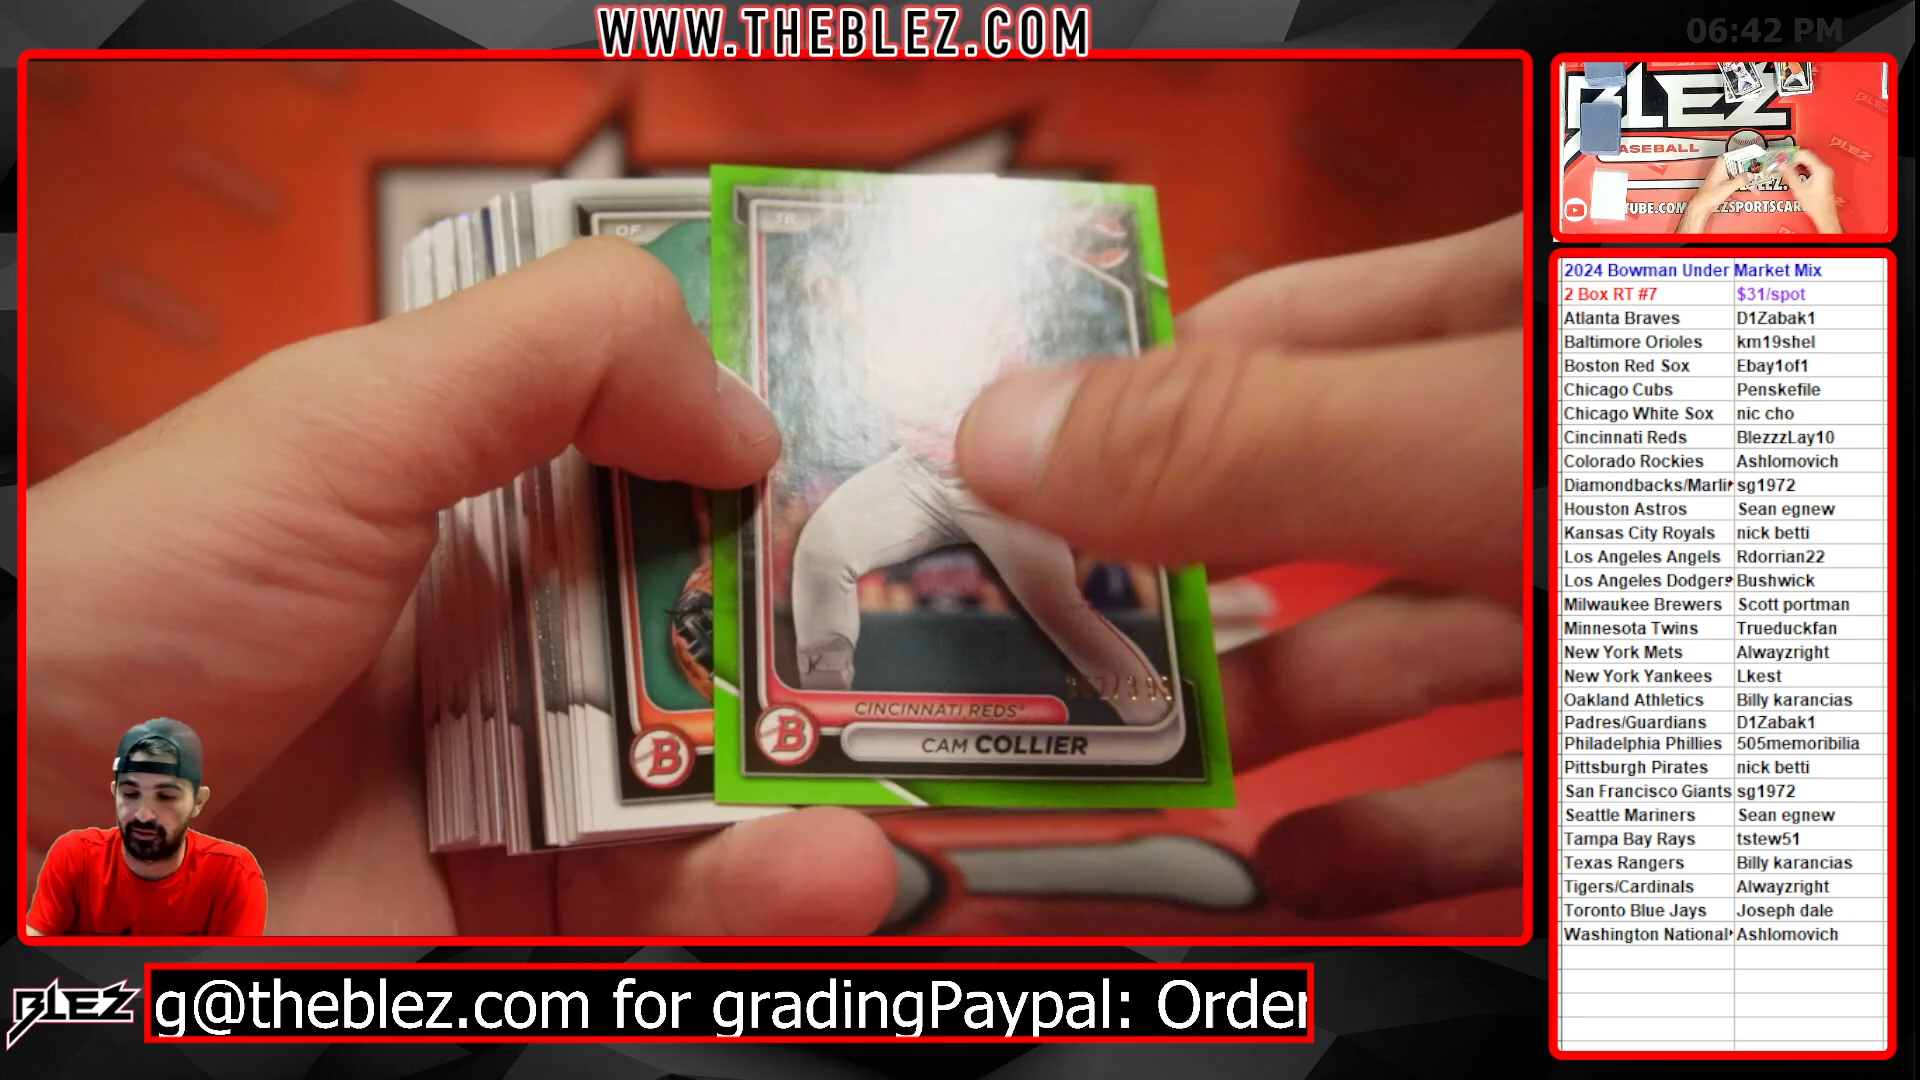 WWW.THEBLEZ.COM
06:42 PM
BLEZ
ASEBALL
OF
CINCINNATI REDS
CAM COLLIER
B
B
2024 Bowman Under Market Mix
2 Box RT #7 $31/spot
Atlanta Braves D1Zabak1
Baltimore Orioles km19shel
Boston Red Sox Ebay1of1
Chicago Cubs Penskefile
Chicago White Sox nic cho
Cincinnati Reds BlezzzLay10
Colorado Rockies Ashlomovich
Diamondbacks/Marli sg1972
Houston Astros Sean egnew
Kansas City Royals nick betti
Los Angeles Angels Rdorrian22
Los Angeles Dodgers Bushwick
Milwaukee Brewers Scott portman
Minnesota Twins Trueduckfan
New York Mets Alwayzright
New York Yankees Lkest
Oakland Athletics Billy karancias
Padres/Guardians D1Zabak1
Philadelphia Phillies 505memoribilia
Pittsburgh Pirates nick betti
San Francisco Giants sg1972
Seattle Mariners Sean egnew
Tampa Bay Rays tstew51
Texas Rangers Billy karancias
Tigers/Cardinals Alwayzright
Toronto Blue Jays Joseph dale
Washington National Ashlomovich
BLEZ
g@theblez.com for gradingPaypal: Order